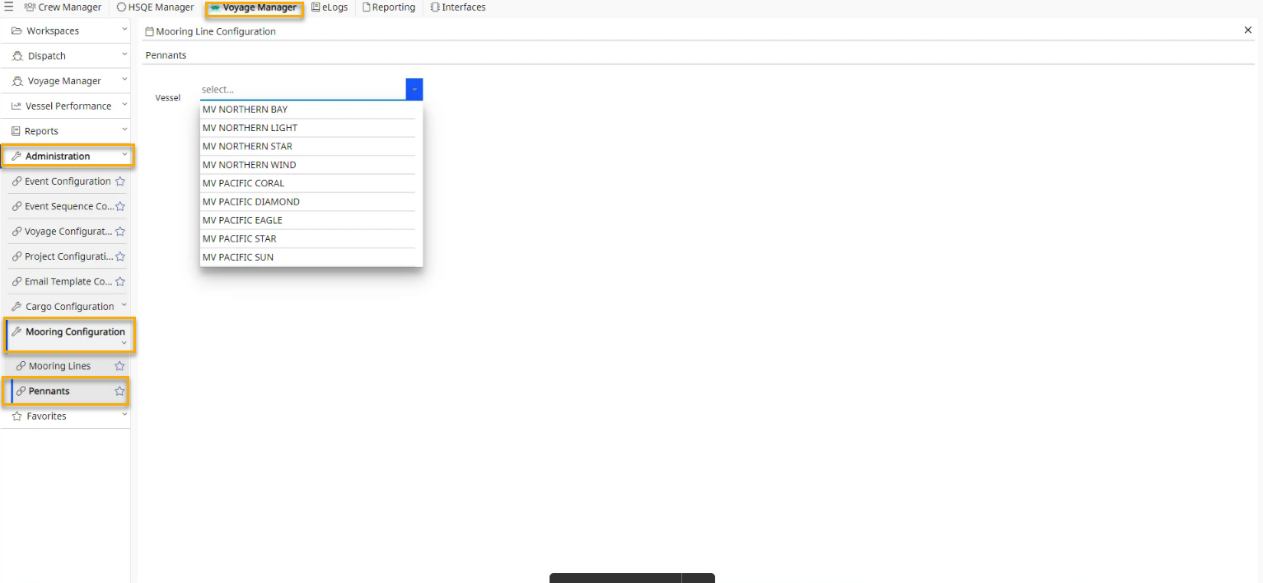 Crew Manager HSQE Manager Voyage Manager eLogs Reporting Interfaces
Workspaces
Dispatch
Voyage Manager
Vessel Performance
Reports
Administration
Event Configuration
Event Sequence Co...
Voyage Configurat...
Project Configurati...
Email Template Co...
Cargo Configuration
Mooring Configuration
Mooring Lines
Pennants
Favorites
Mooring Line Configuration
Pennants
Vessel
select...
MV NORTHERN BAY
MV NORTHERN LIGHT
MV NORTHERN STAR
MV NORTHERN WIND
MV PACIFIC CORAL
MV PACIFIC DIAMOND
MV PACIFIC EAGLE
MV PACIFIC STAR
MV PACIFIC SUN